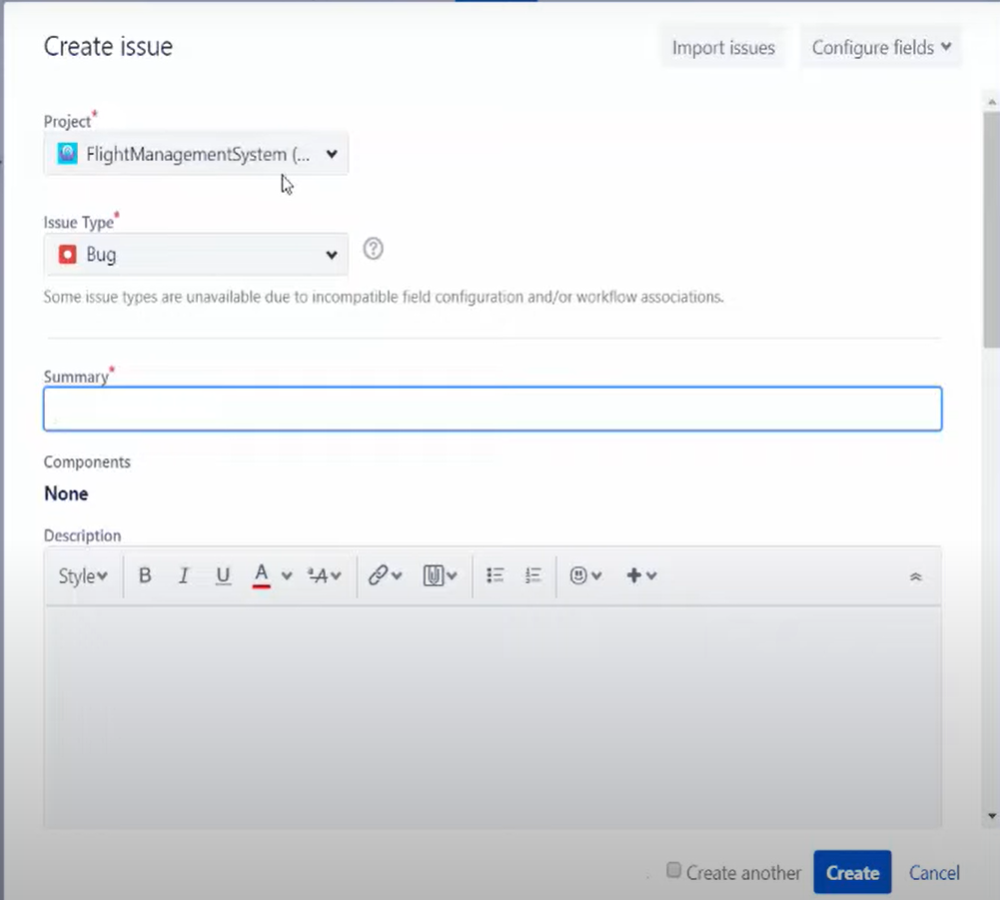 Create issue
Import issues
Configure fields
Project*
FlightManagementSystem (...
Issue Type*
Bug
?
Some issue types are unavailable due to incompatible field configuration and/or workflow associations.
Summary*
Components
None
Description
Style B I U A ᵃA
Create another
Create
Cancel